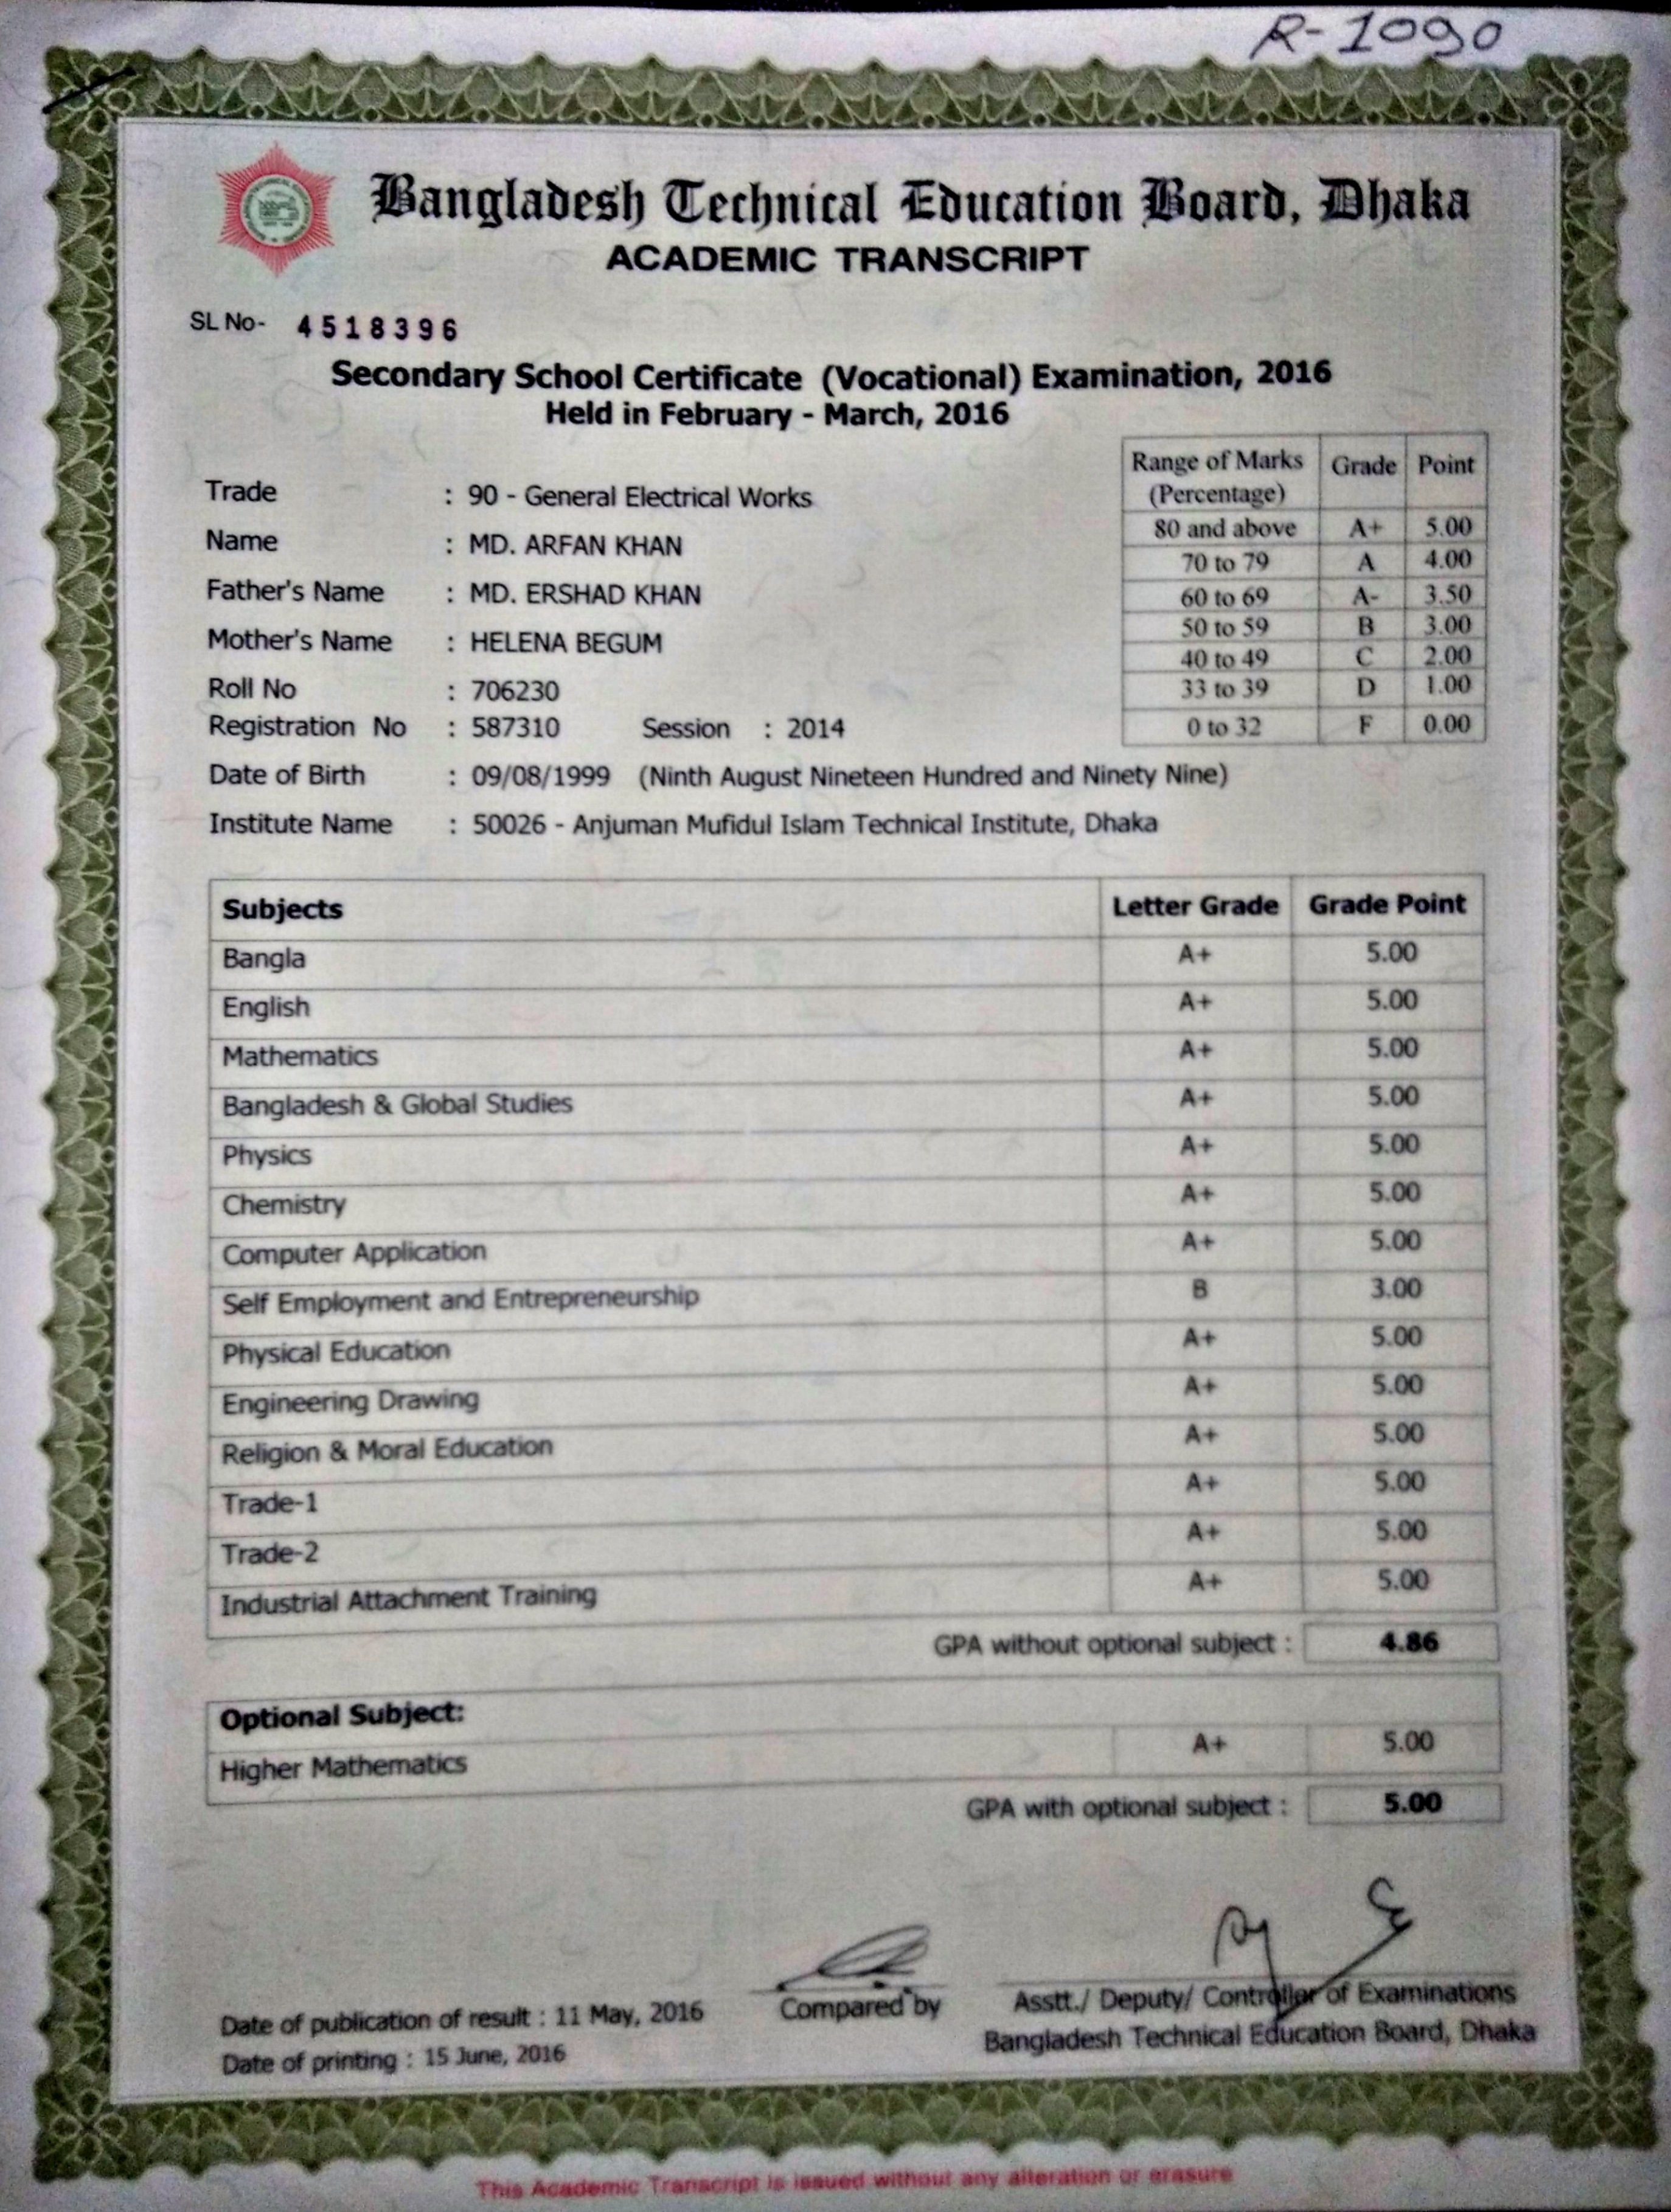 R-1090
Bangladesh Technical Education Board, Dhaka
ACADEMIC TRANSCRIPT
SL No- 4518396
Secondary School Certificate (Vocational) Examination, 2016
Held in February - March, 2016
Range of Marks (Percentage) Grade Point
80 and above A+ 5.00
70 to 79 A 4.00
60 to 69 A- 3.50
50 to 59 B 3.00
40 to 49 C 2.00
33 to 39 D 1.00
0 to 32 F 0.00
Trade : 90 - General Electrical Works
Name : MD. ARFAN KHAN
Father's Name : MD. ERSHAD KHAN
Mother's Name : HELENA BEGUM
Roll No : 706230
Registration No : 587310 Session : 2014
Date of Birth : 09/08/1999 (Ninth August Nineteen Hundred and Ninety Nine)
Institute Name : 50026 - Anjuman Mufidul Islam Technical Institute, Dhaka
Subjects Letter Grade Grade Point
Bangla A+ 5.00
English A+ 5.00
Mathematics A+ 5.00
Bangladesh & Global Studies A+ 5.00
Physics A+ 5.00
Chemistry A+ 5.00
Computer Application A+ 5.00
Self Employment and Entrepreneurship B 3.00
Physical Education A+ 5.00
Engineering Drawing A+ 5.00
Religion & Moral Education A+ 5.00
Trade-1 A+ 5.00
Trade-2 A+ 5.00
Industrial Attachment Training A+ 5.00
GPA without optional subject : 4.86
Optional Subject:
Higher Mathematics A+ 5.00
GPA with optional subject : 5.00
Date of publication of result : 11 May, 2016
Date of printing : 15 June, 2016
Compared by
Asstt./ Deputy/ Controller of Examinations
Bangladesh Technical Education Board, Dhaka
This Academic Transcript is issued without any alteration or erasure